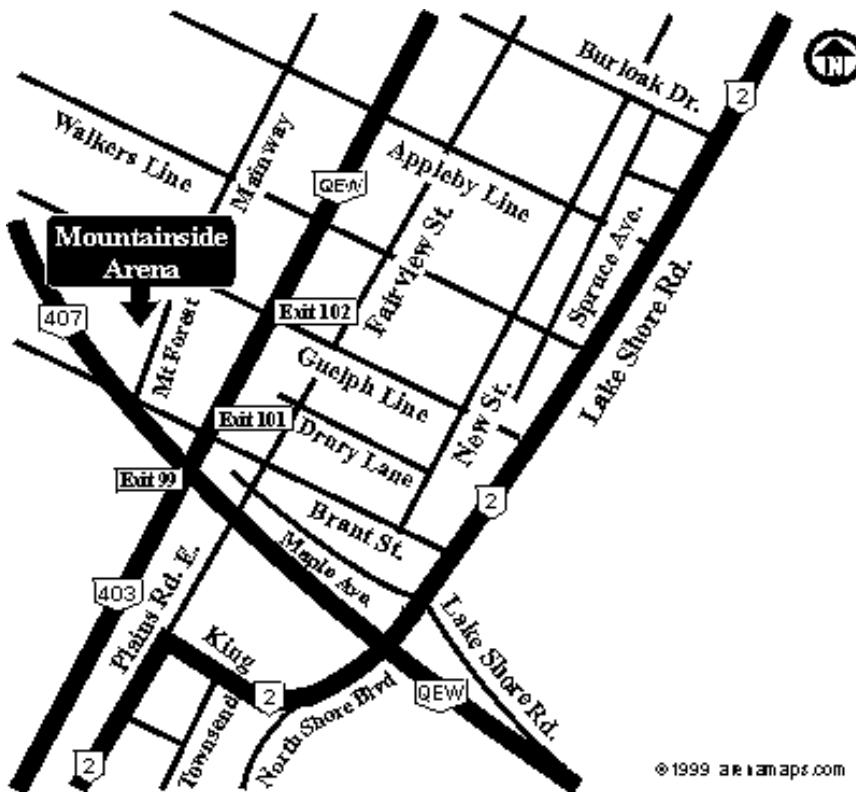 Burloak Dr.
2
N
Walkers Line
Mainway
QEW
Appleby Line
Mountainside
Arena
Fairview St.
Spruce Ave.
Lake Shore Rd.
407
Mt Forest
Exit 102
Guelph Line
Exit 101
Drury Lane
New St.
Exit 99
2
Brant St.
Maple Ave.
403
Plains Rd. E.
King
Lake Shore Rd.
2
QEW
Townsend
North Shore Blvd
2
©1999 arenamaps.com